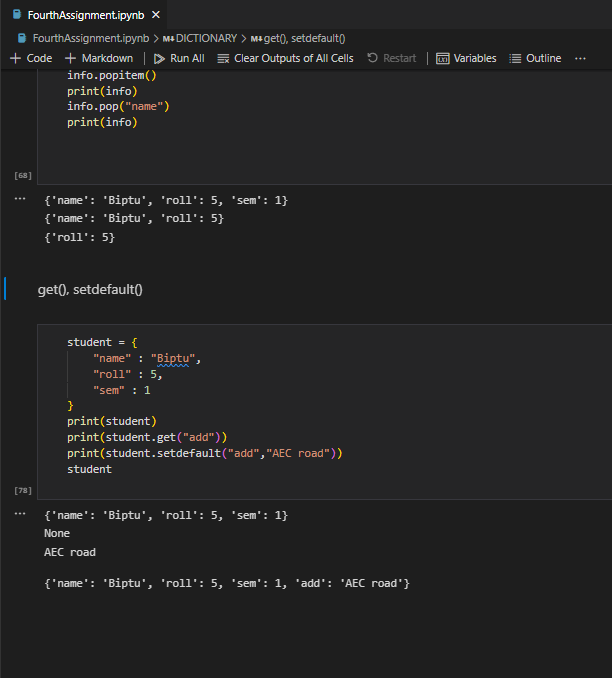 FourthAssignment.ipynb ×
FourthAssignment.ipynb > M↓DICTIONARY > M↓get(), setdefault()
+ Code + Markdown | Run All Clear Outputs of All Cells Restart | Variables Outline ...
info.popitem()
print(info)
info.pop("name")
print(info)
[68]
... {'name': 'Biptu', 'roll': 5, 'sem': 1}
{'name': 'Biptu', 'roll': 5}
{'roll': 5}
get(), setdefault()
student = {
"name" : "Biptu",
"roll" : 5,
"sem" : 1
}
print(student)
print(student.get("add"))
print(student.setdefault("add","AEC road"))
student
[78]
... {'name': 'Biptu', 'roll': 5, 'sem': 1}
None
AEC road
{'name': 'Biptu', 'roll': 5, 'sem': 1, 'add': 'AEC road'}